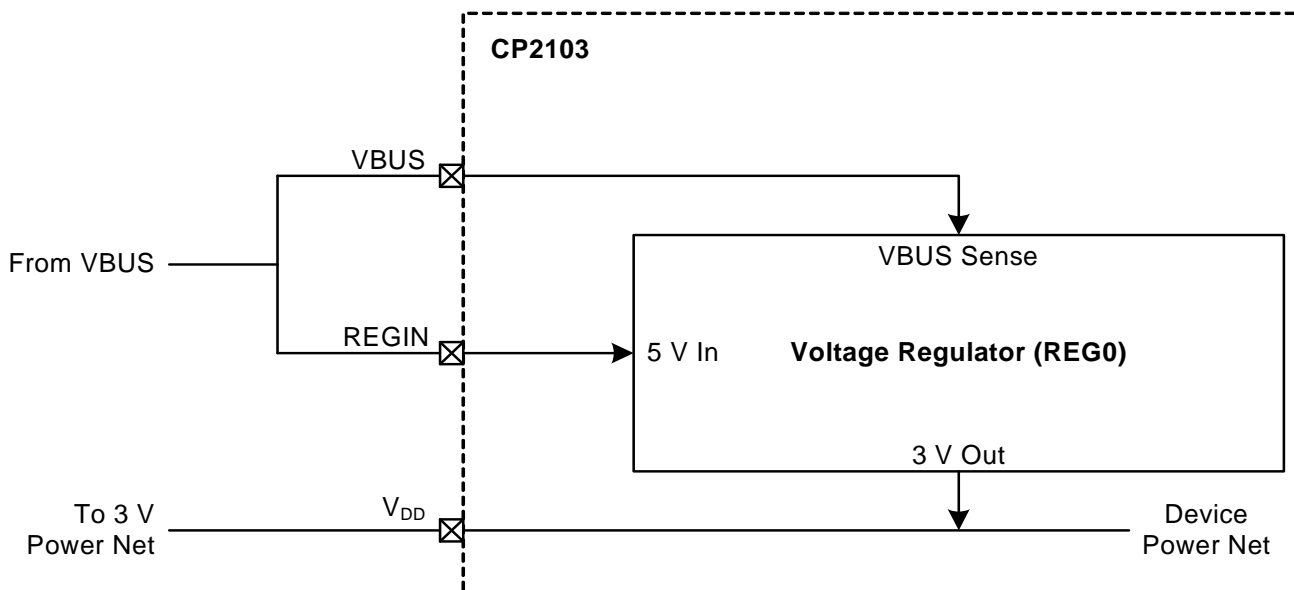 CP2103
VBUS
From VBUS
VBUS Sense
REGIN
5 V In
Voltage Regulator (REG0)
3 V Out
To 3 V
Power Net
VDD
Device
Power Net